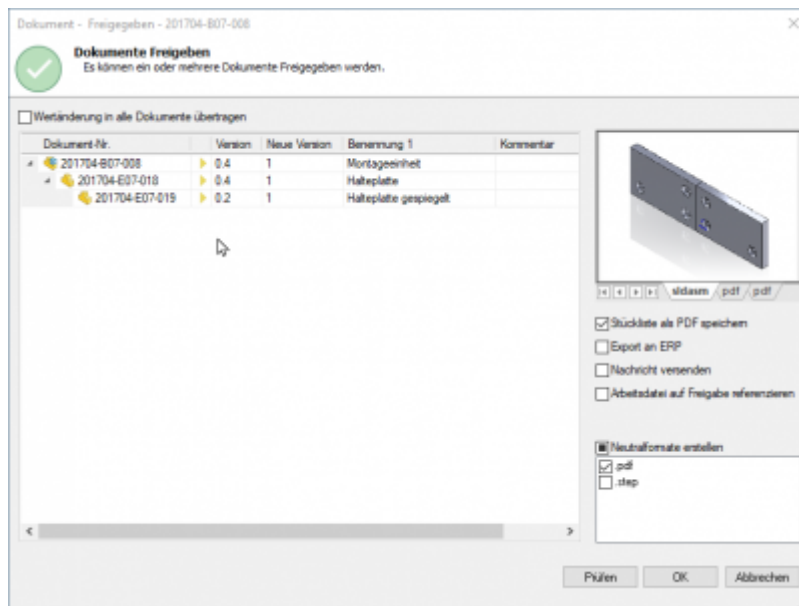 Dokument - Freigegeben - 201704-B07-008
Dokumente Freigeben
Es können ein oder mehrere Dokumente Freigegeben werden.
Wertänderung in alle Dokumente übertragen
Dokument-Nr. Version Neue Version Benennung 1 Kommentar
201704-B07-008 0.4 1 Montageeinheit
201704-E07-018 0.4 1 Halteplatte
201704-E07-019 0.2 1 Halteplatte gespiegelt
sldasm pdf pdf
Stückliste als PDF speichern
Export an ERP
Nachricht versenden
Arbeitsdatei auf Freigabe referenzieren
Neutralformate erstellen
.pdf
.step
Prüfen OK Abbrechen